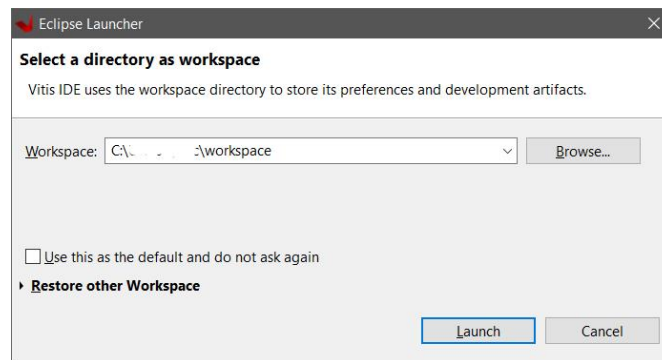 Eclipse Launcher
Select a directory as workspace
Vitis IDE uses the workspace directory to store its preferences and development artifacts.
Workspace: C:\ :\workspace Browse...
Use this as the default and do not ask again
Restore other Workspace
Launch Cancel